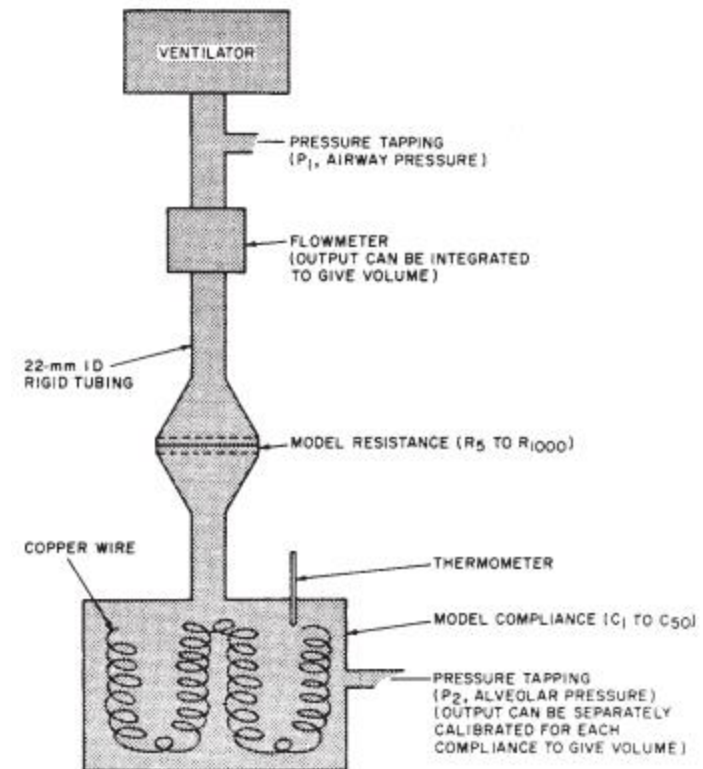 VENTILATOR
PRESSURE TAPPING
(P1, AIRWAY PRESSURE)
FLOWMETER
(OUTPUT CAN BE INTEGRATED
TO GIVE VOLUME)
22-mm ID
RIGID TUBING
MODEL RESISTANCE (R5 TO R1000)
COPPER WIRE
THERMOMETER
MODEL COMPLIANCE (C1 TO C50)
PRESSURE TAPPING
(P2, ALVEOLAR PRESSURE)
(OUTPUT CAN BE SEPARATELY
CALIBRATED FOR EACH
COMPLIANCE TO GIVE VOLUME)